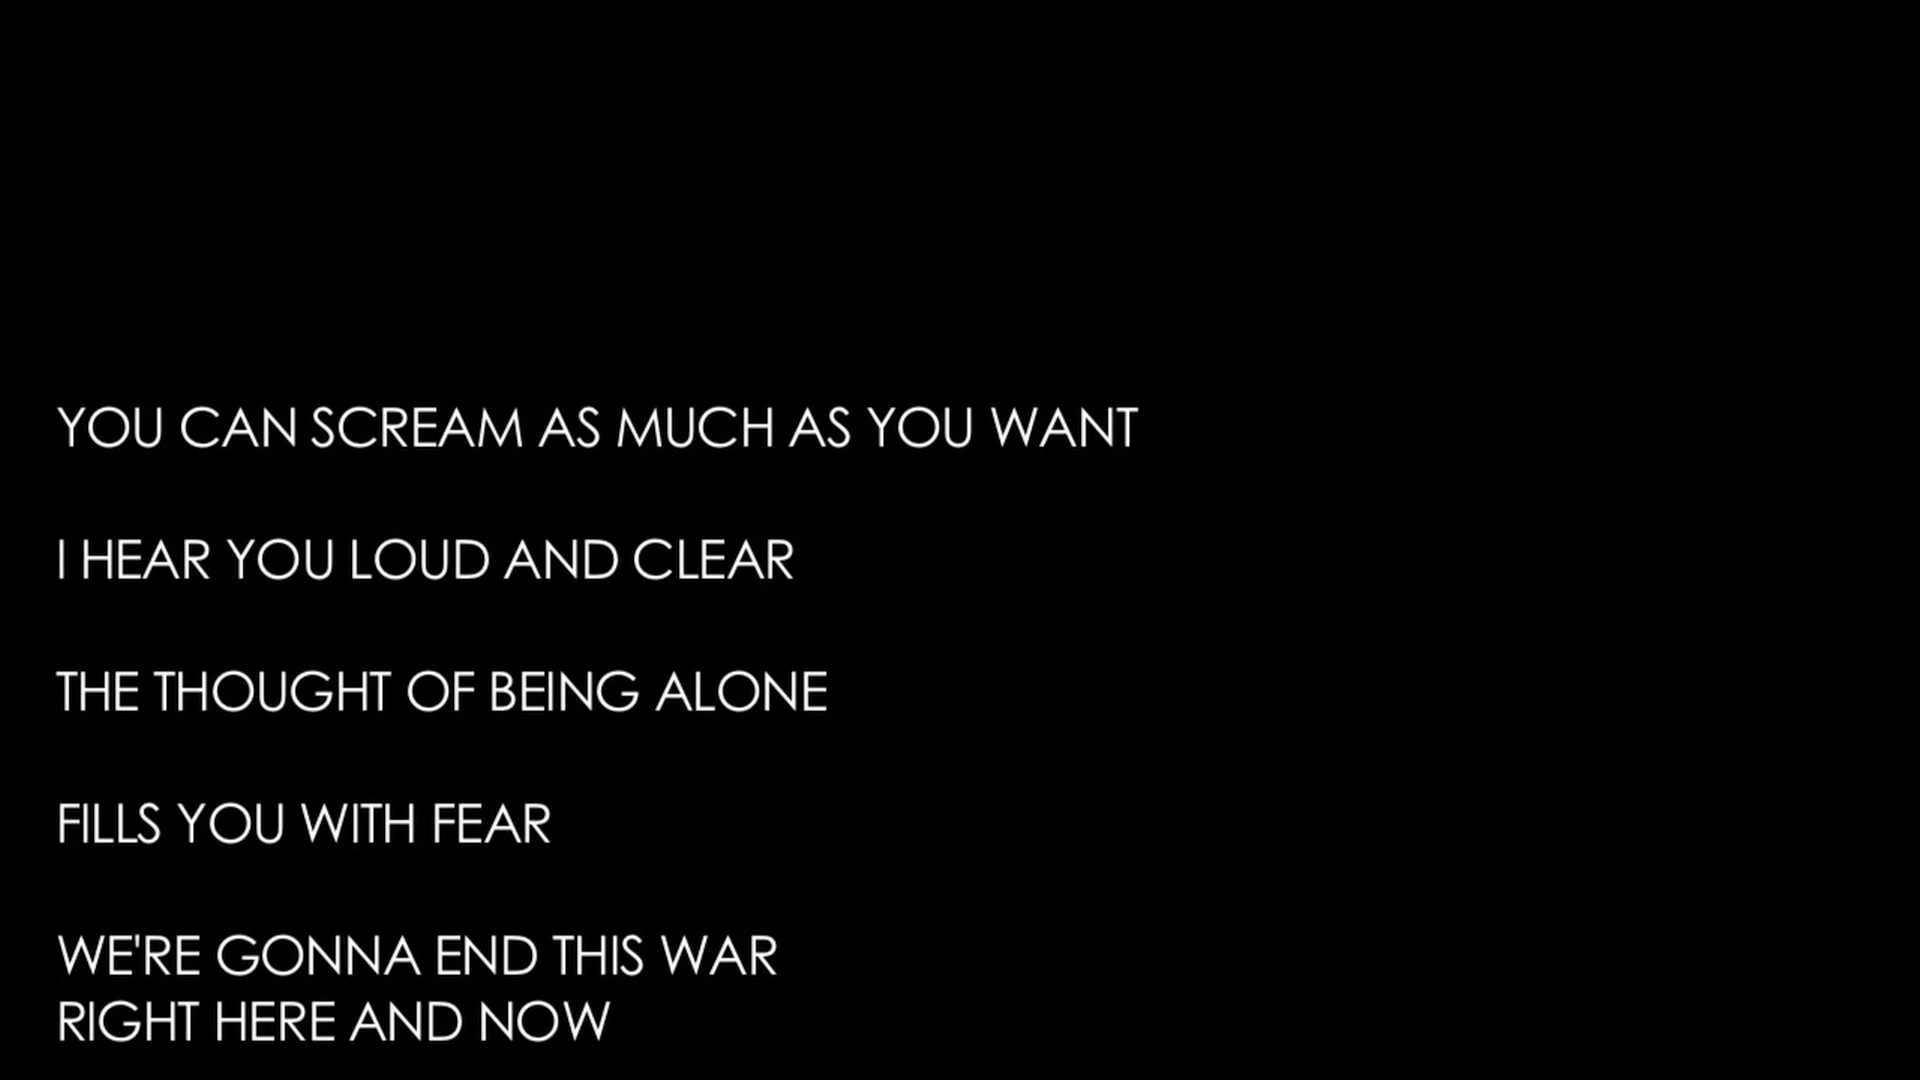 YOU CAN SCREAM AS MUCH AS YOU WANT
I HEAR YOU LOUD AND CLEAR
THE THOUGHT OF BEING ALONE
FILLS YOU WITH FEAR
WE'RE GONNA END THIS WAR
RIGHT HERE AND NOW